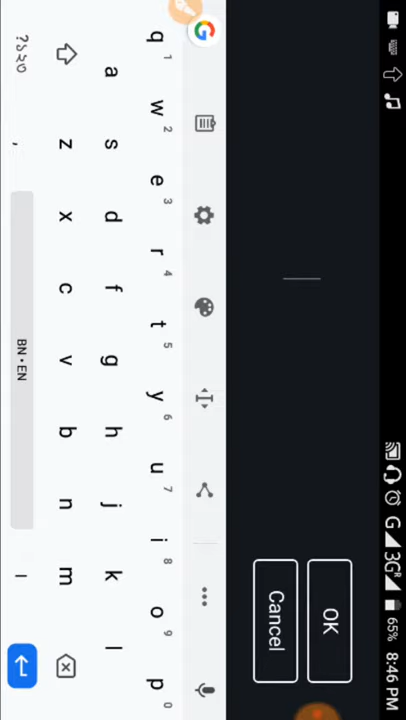 G 3G R 65% 8:46 PM
OK
Cancel
G
q 1 w 2 e 3 r 4 t 5 y 6 u 7 i 8 o 9 p 0
a s d f g h j k l
z x c v b n m
?১২৩ , BN • EN |